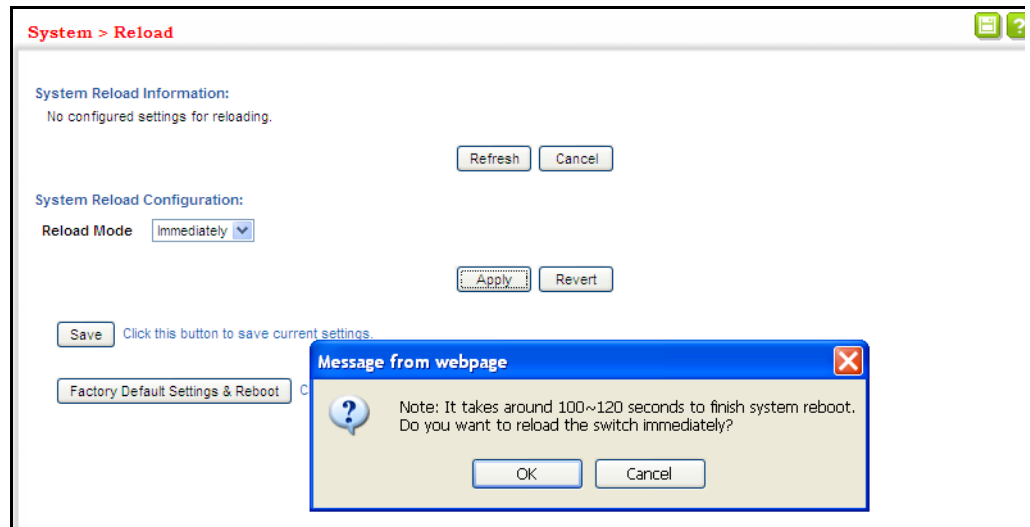 System > Reload
?
System Reload Information:
No configured settings for reloading.
Refresh Cancel
System Reload Configuration:
Reload Mode Immediately
Apply Revert
Save Click this button to save current settings.
Message from webpage
Factory Default Settings & Reboot C
?
Note: It takes around 100~120 seconds to finish system reboot.
Do you want to reload the switch immediately?
OK Cancel